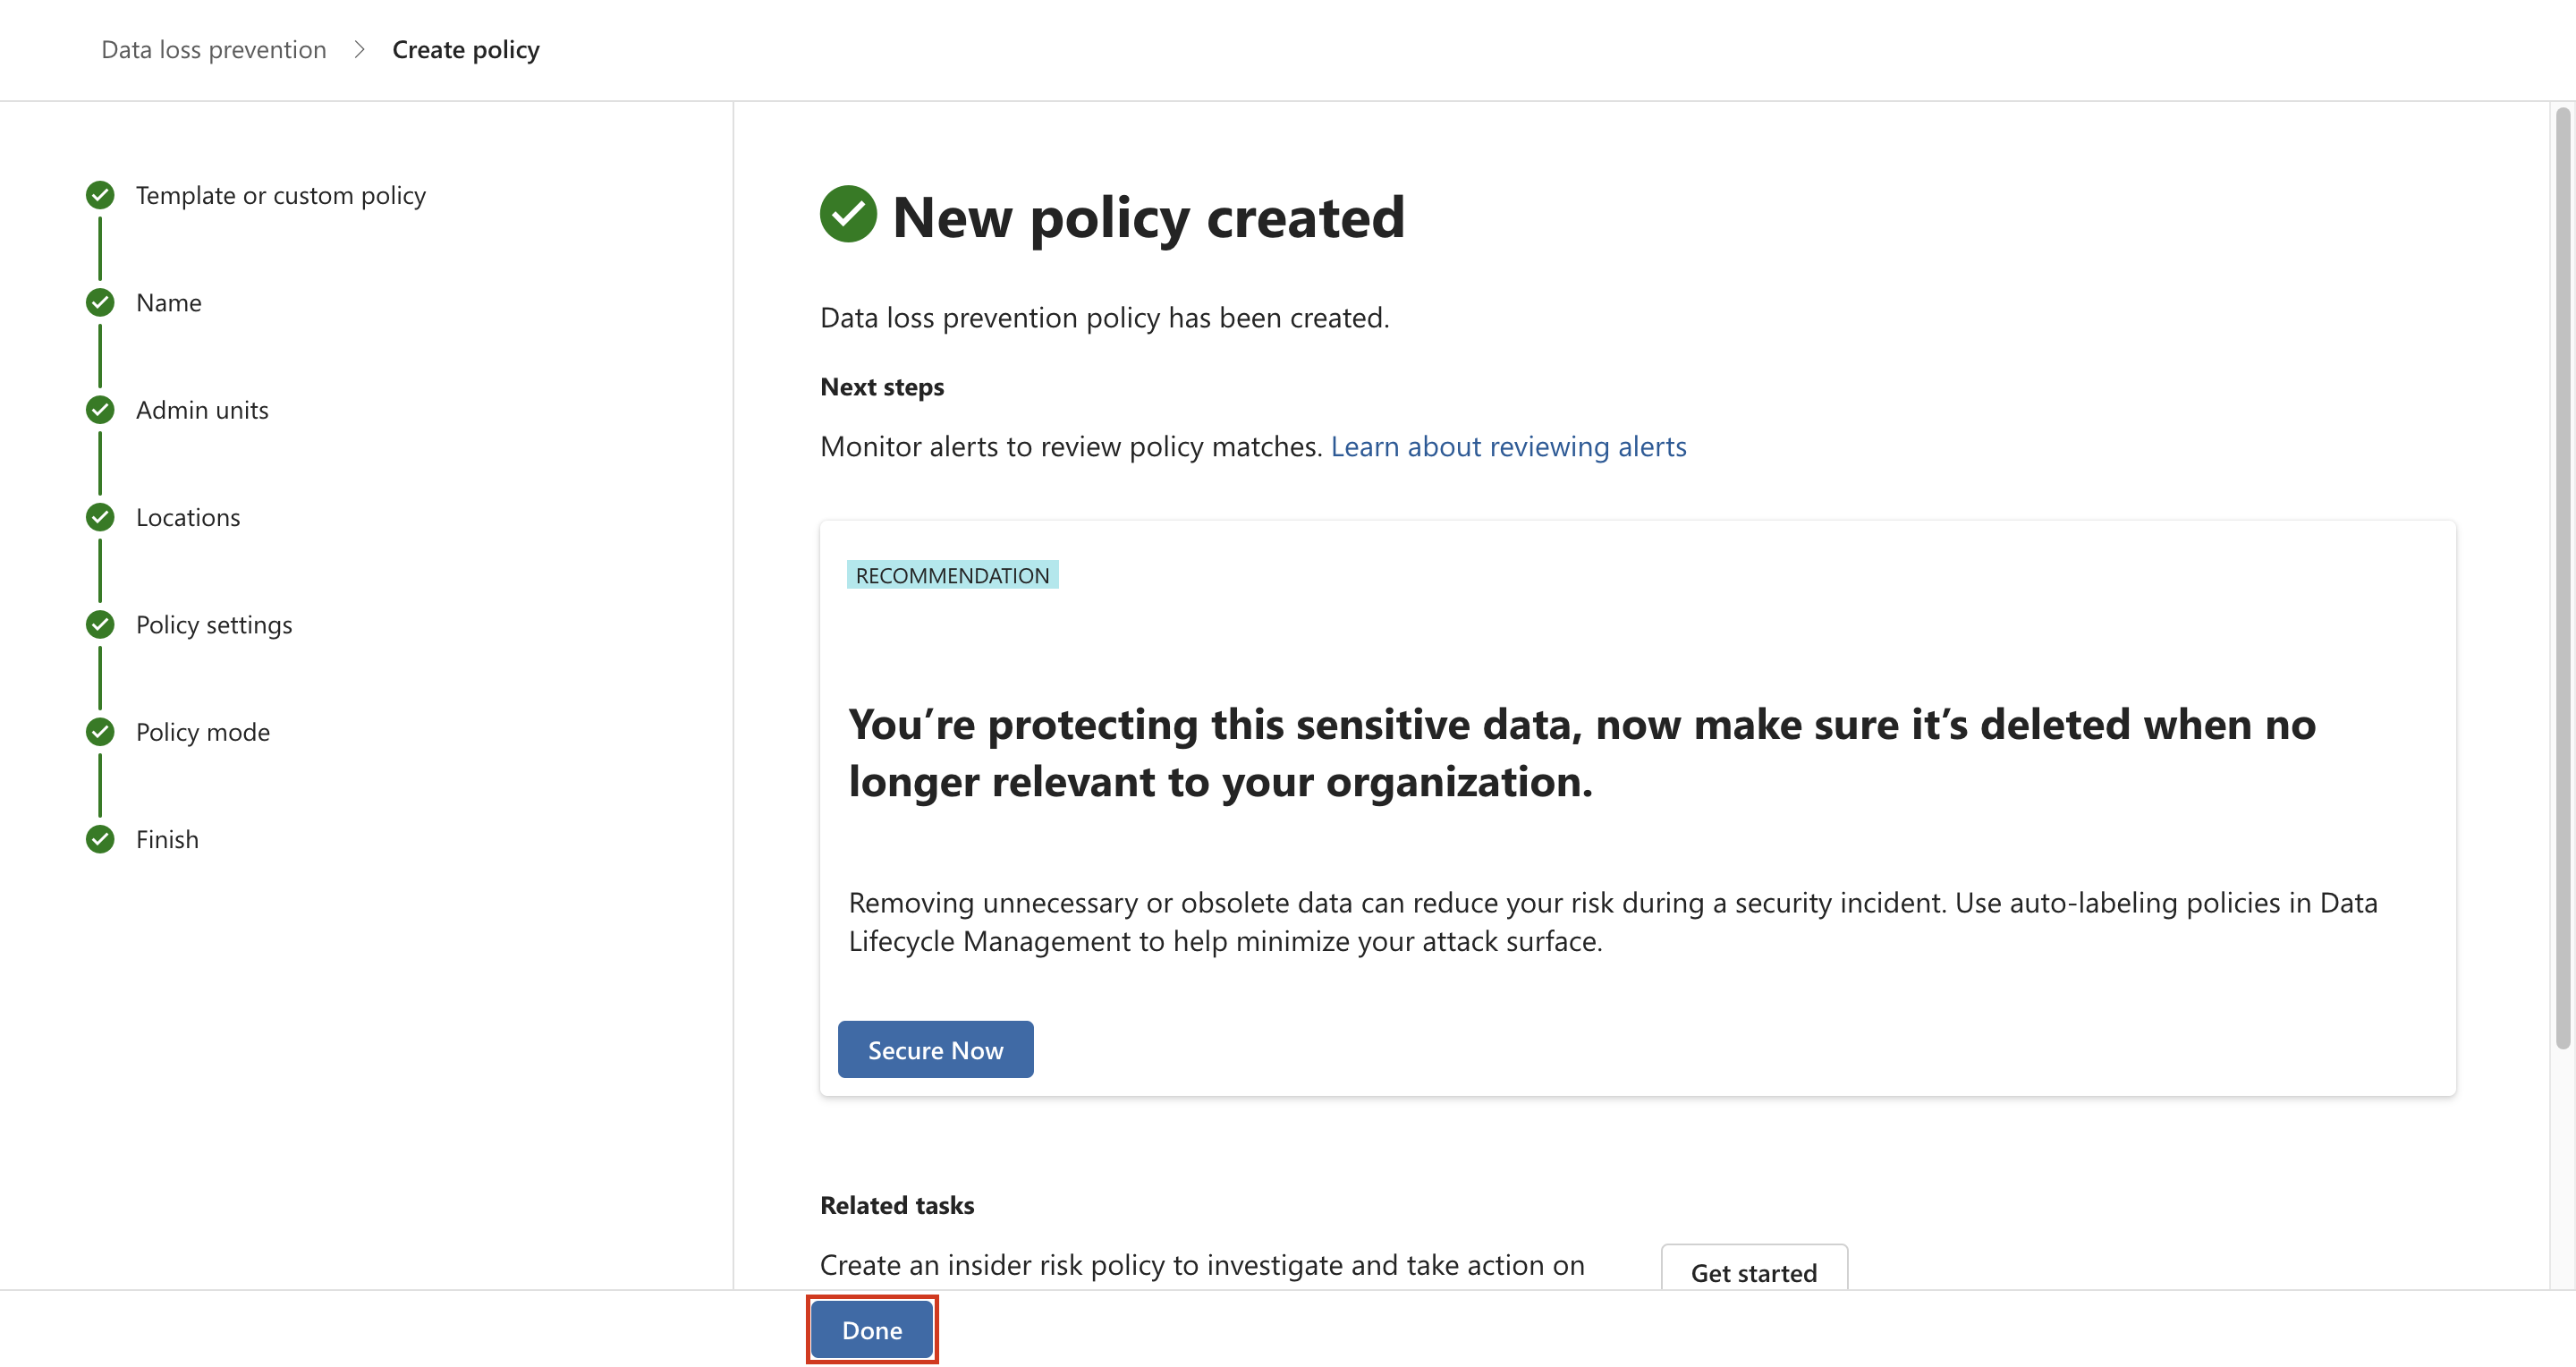 Data loss prevention > Create policy
Template or custom policy
Name
Admin units
Locations
Policy settings
Policy mode
Finish
New policy created
Data loss prevention policy has been created.
Next steps
Monitor alerts to review policy matches. Learn about reviewing alerts
RECOMMENDATION
You’re protecting this sensitive data, now make sure it’s deleted when no
longer relevant to your organization.
Removing unnecessary or obsolete data can reduce your risk during a security incident. Use auto-labeling policies in Data
Lifecycle Management to help minimize your attack surface.
Secure Now
Related tasks
Create an insider risk policy to investigate and take action on
Get started
Done